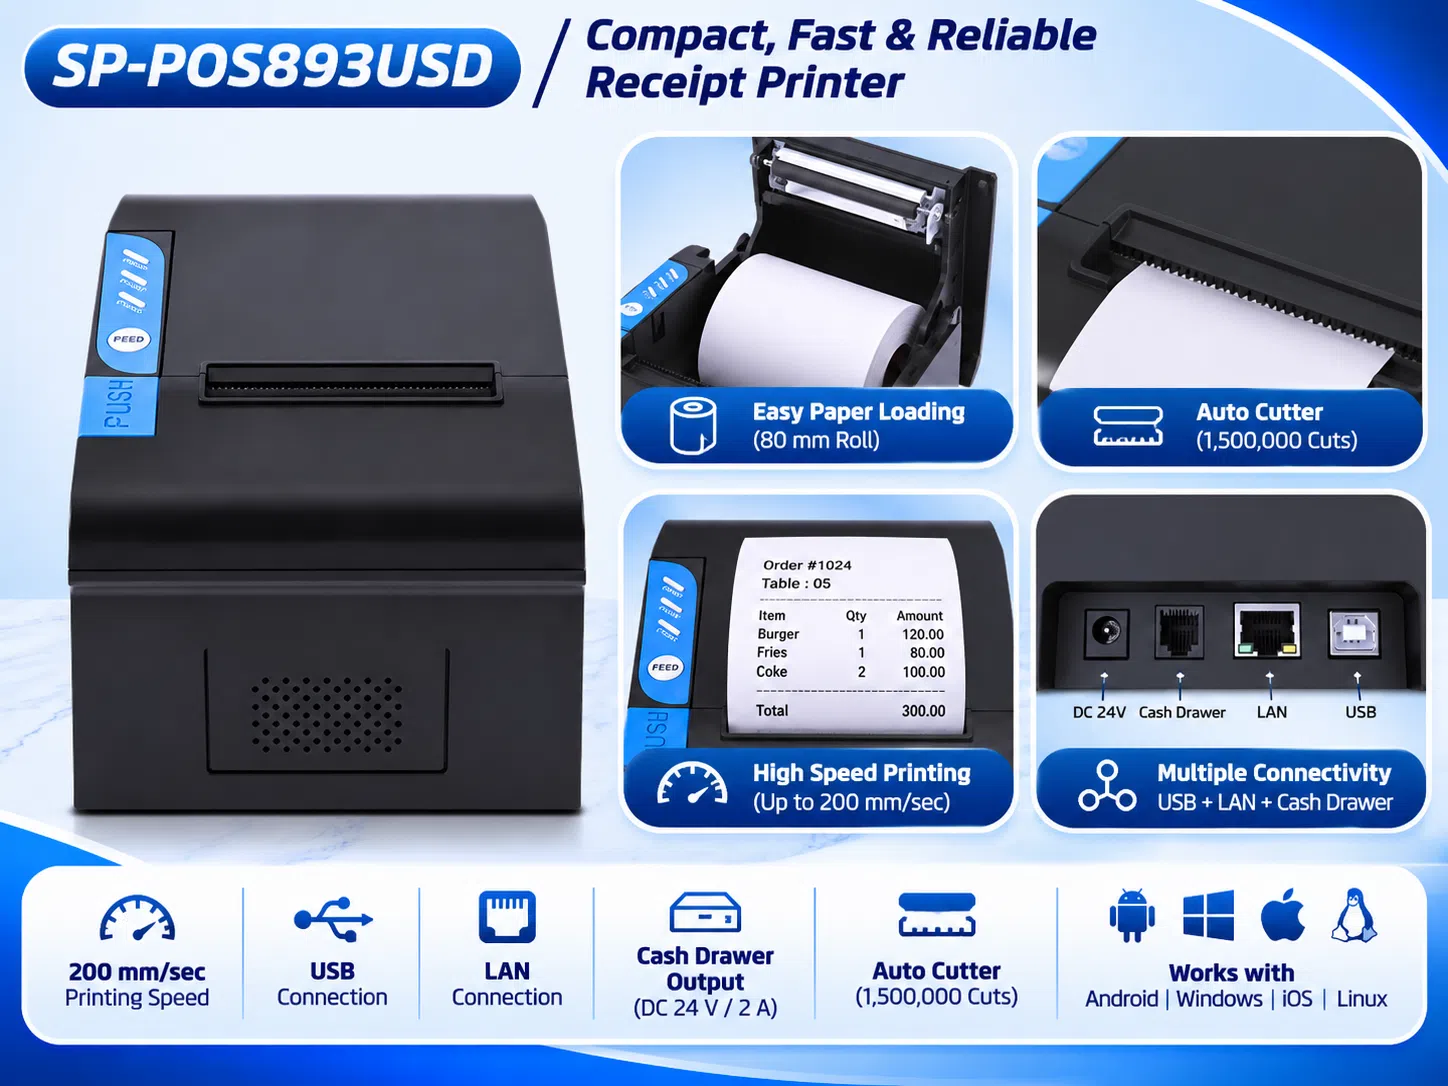 SP-POS893USD
Compact, Fast & Reliable
Receipt Printer
PEED
PUSH
Easy Paper Loading
(80 mm Roll)
Auto Cutter
(1,500,000 Cuts)
FEED
Order #1024
Table : 05
Item Qty Amount
Burger 1 120.00
Fries 1 80.00
Coke 2 100.00
Total 300.00
High Speed Printing
(Up to 200 mm/sec)
DC 24V Cash Drawer LAN USB
Multiple Connectivity
USB + LAN + Cash Drawer
200 mm/sec
Printing Speed
USB
Connection
LAN
Connection
Cash Drawer
Output
(DC 24 V / 2 A)
Auto Cutter
(1,500,000 Cuts)
Works with
Android | Windows | iOS | Linux